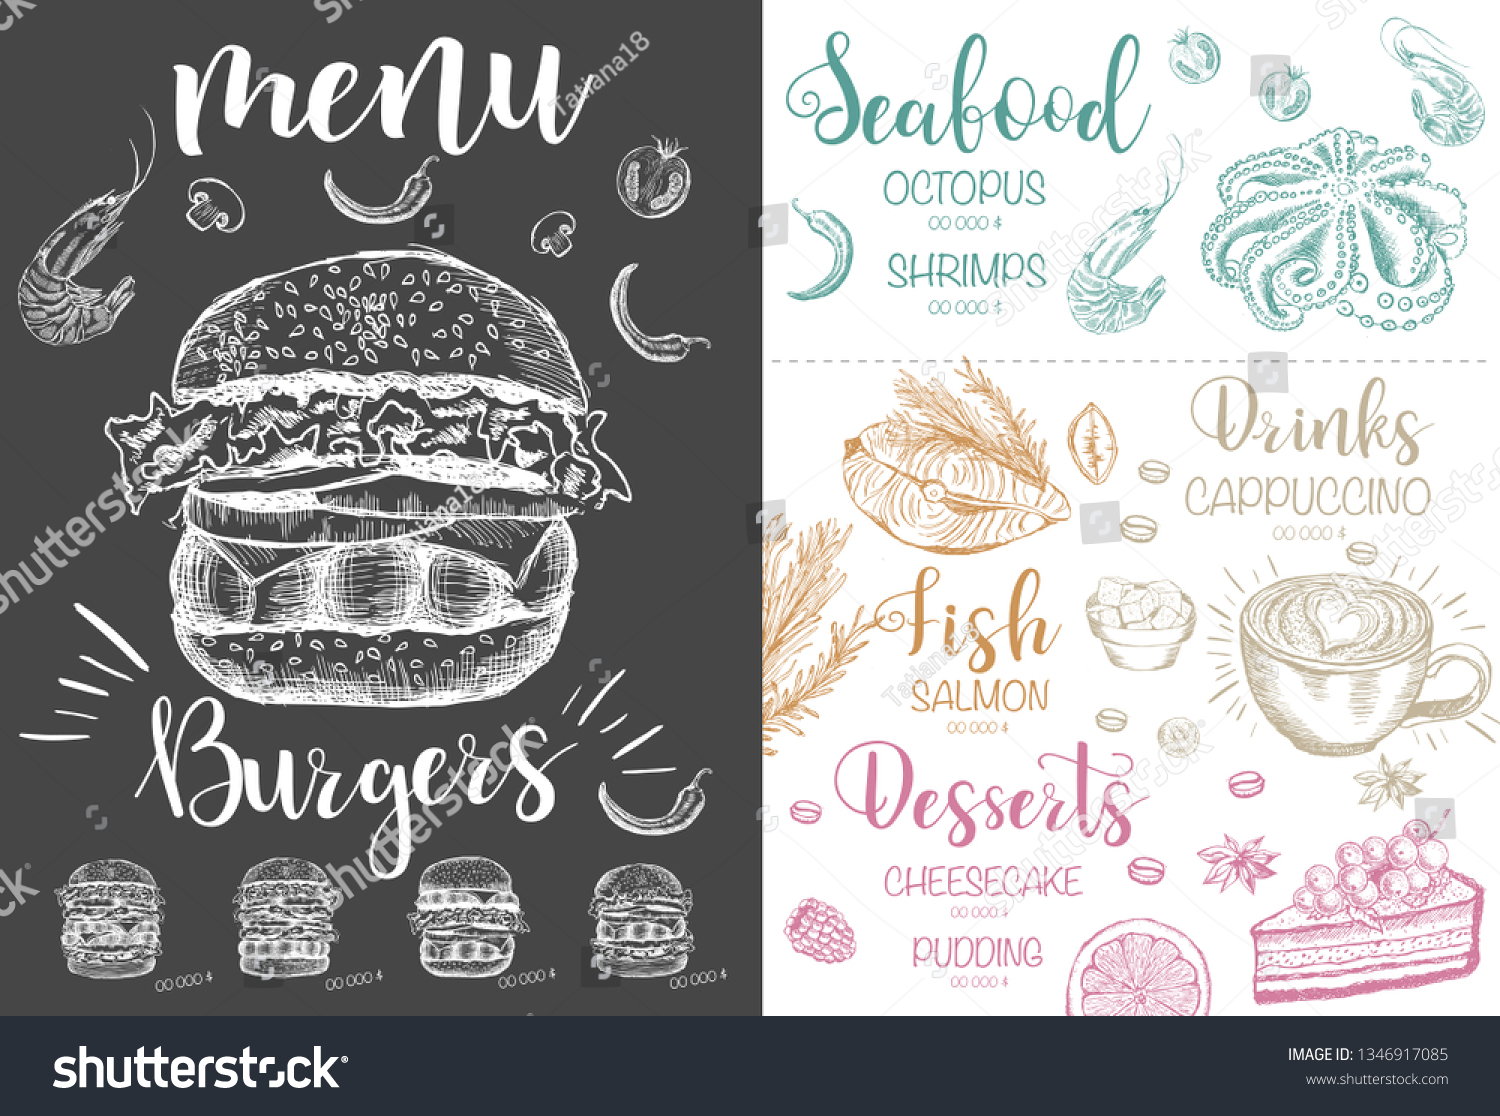 menu
Burgers
00 000 $
00 000 $
00 000 $
00 000 $
Seafood
OCTOPUS
00 000 $
SHRIMPS
00 000 $
Drinks
CAPPUCCINO
00 000 $
Fish
SALMON
00 000 $
Desserts
CHEESECAKE
00 000 $
PUDDING
00 000 $
shutterstock
Tatiana18
shutterstock
IMAGE ID: 1346917085
www.shutterstock.com